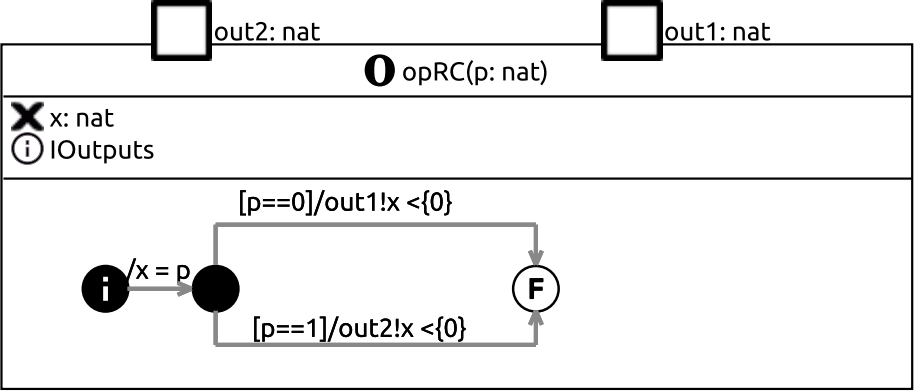 out2: nat
out1: nat
O opRC(p: nat)
x: nat
i IOutputs
[p==0]/out1!x <{0}
/x = p
i
F
[p==1]/out2!x <{0}